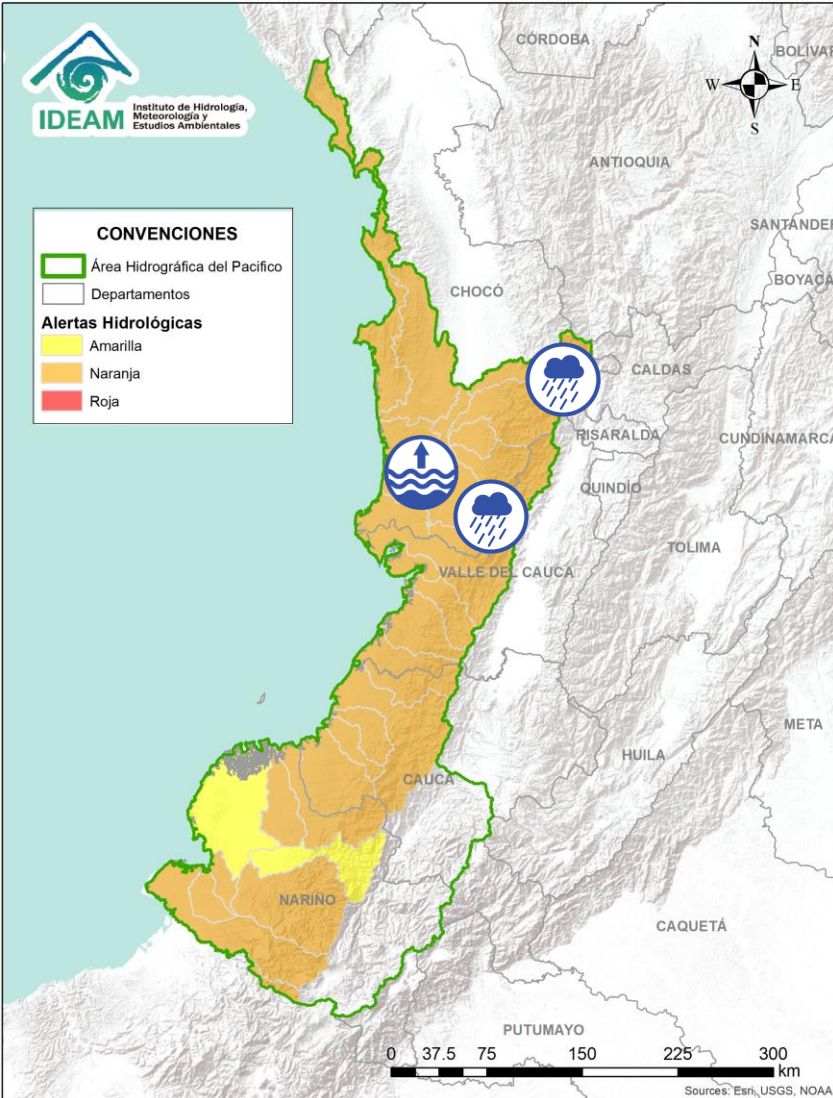 IDEAM
Instituto de Hidrología,
Meteorología y
Estudios Ambientales
N
W
E
S
CÓRDOBA
BOLÍVAR
ANTIOQUIA
SANTANDER
BOYACÁ
CHOCÓ
CALDAS
RISARALDA
CUNDINAMARCA
QUINDÍO
TOLIMA
VALLE DEL CAUCA
META
HUILA
CAUCA
NARIÑO
CAQUETÁ
PUTUMAYO
CONVENCIONES
Área Hidrográfica del Pacifico
Departamentos
Alertas Hidrológicas
Amarilla
Naranja
Roja
0 37.5 75 150 225 300
km
Sources: Esri, USGS, NOAA